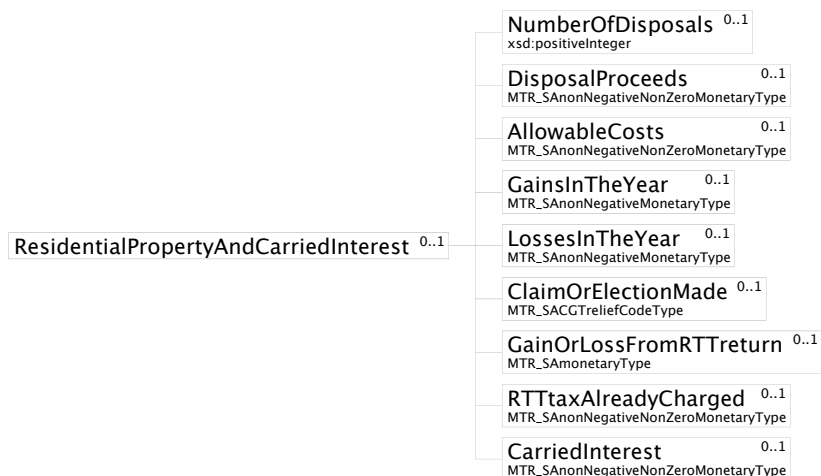 NumberOfDisposals 0..1
xsd:positiveInteger
DisposalProceeds 0..1
MTR_SAnonNegativeNonZeroMonetaryType
AllowableCosts 0..1
MTR_SAnonNegativeNonZeroMonetaryType
GainsInTheYear 0..1
MTR_SAnonNegativeMonetaryType
ResidentialPropertyAndCarriedInterest 0..1
LossesInTheYear 0..1
MTR_SAnonNegativeMonetaryType
ClaimOrElectionMade 0..1
MTR_SACGTreliefCodeType
GainOrLossFromRTTreturn 0..1
MTR_SAmonetaryType
RTTtaxAlreadyCharged 0..1
MTR_SAnonNegativeNonZeroMonetaryType
CarriedInterest 0..1
MTR_SAnonNegativeNonZeroMonetaryType